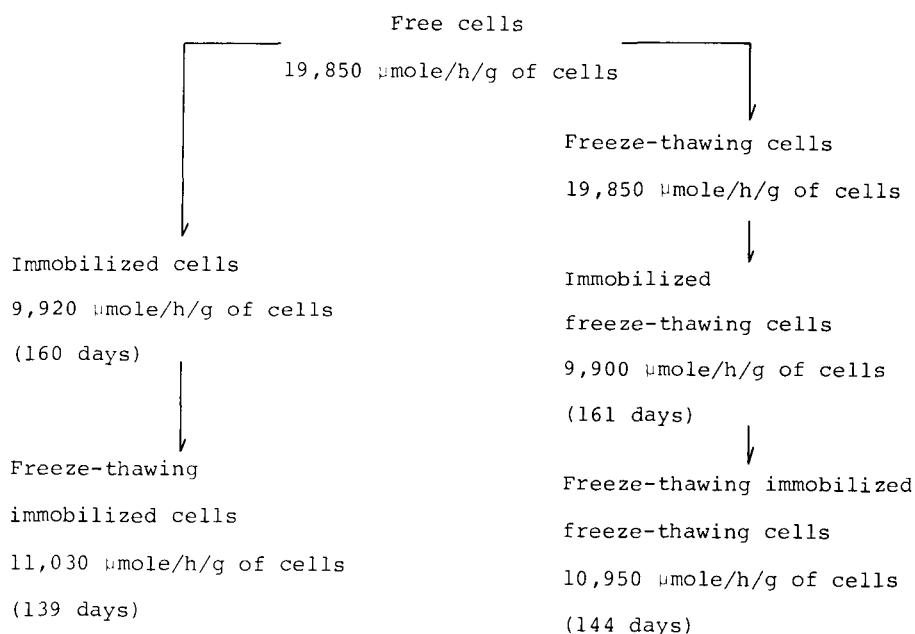 Free cells
19,850 μmole/h/g of cells
Immobilized cells
9,920 μmole/h/g of cells
(160 days)
Freeze-thawing
immobilized cells
11,030 μmole/h/g of cells
(139 days)
Freeze-thawing cells
19,850 μmole/h/g of cells
Immobilized
freeze-thawing cells
9,900 μmole/h/g of cells
(161 days)
Freeze-thawing immobilized
freeze-thawing cells
10,950 μmole/h/g of cells
(144 days)